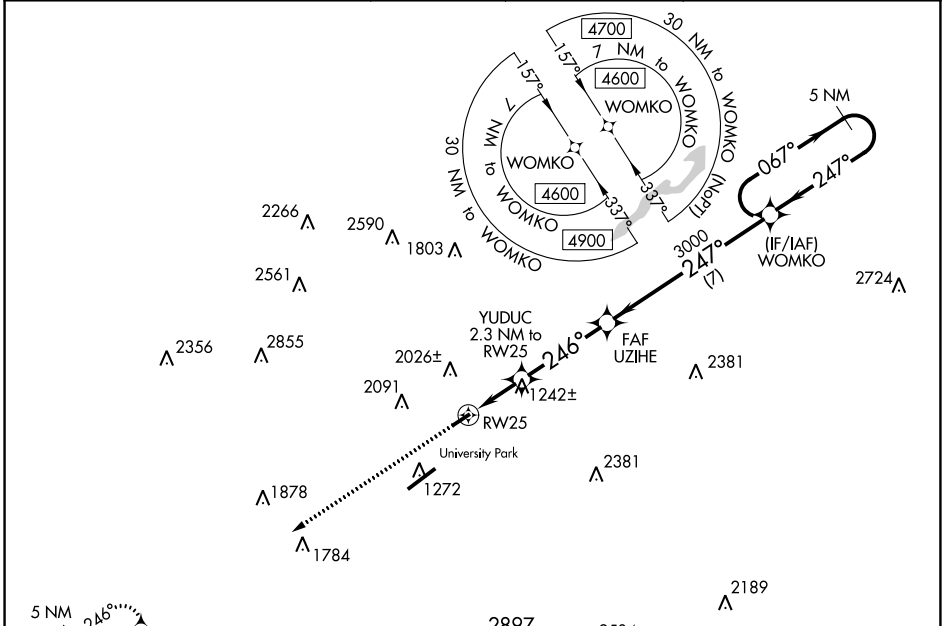 4700
30 NM to WOMKO (NoPT)
157°
7 NM to WOMKO
4600
WOMKO
337°
157°
7 NM to WOMKO
WOMKO
4600
337°
30 NM to WOMKO
4900
5 NM
067°
247°
(IF/IAF)
WOMKO
3000
247°
(7)
2266
2590
1803
2561
2724
YUDUC
2.3 NM to
RW25
246°
FAF
UZIHE
2356
2855
2026±
2381
2091
1242±
RW25
University Park
1272
2381
1878
1784
2189
5 NM
246°
2897